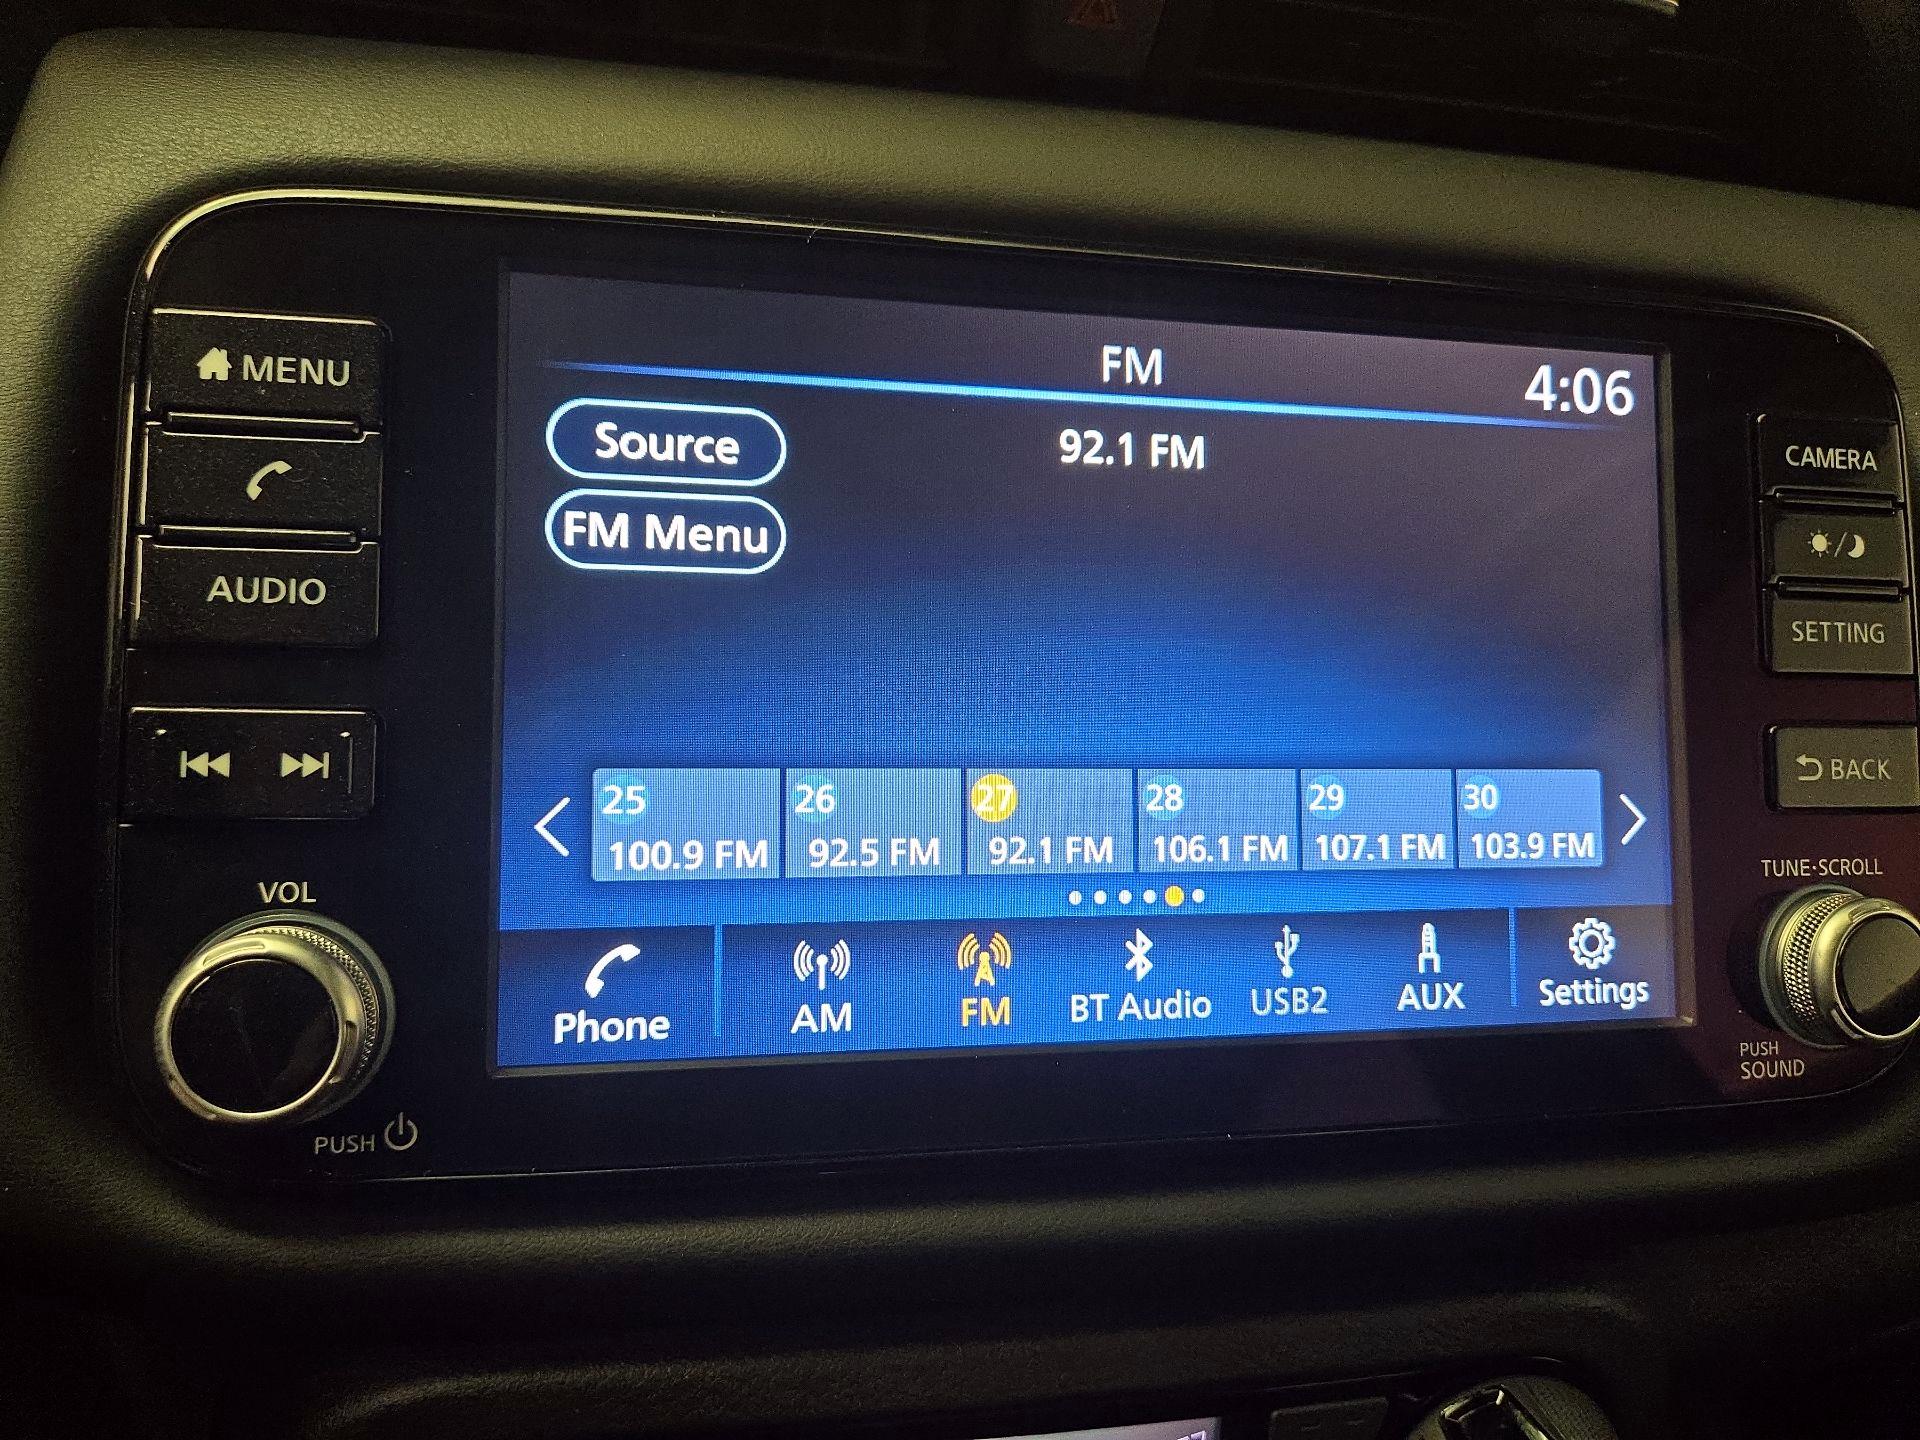 MENU
AUDIO
VOL
PUSH
FM
4:06
Source
92.1 FM
FM Menu
25
26
27
28
29
30
100.9 FM
92.5 FM
92.1 FM
106.1 FM
107.1 FM
103.9 FM
Phone
AM
FM
BT Audio
USB2
AUX
Settings
CAMERA
SETTING
BACK
TUNE·SCROLL
PUSH
SOUND